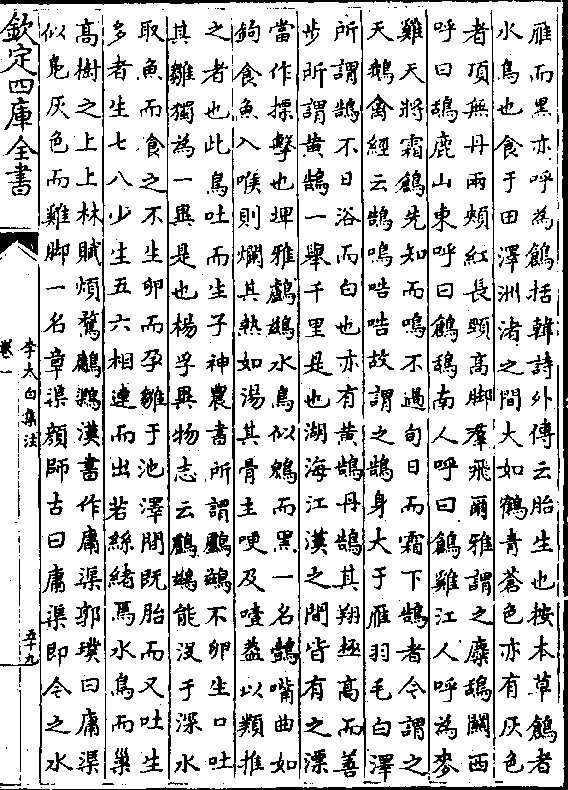 雁而黑亦呼為鶬括韓詩外傳云胎生也按本草鶬者
水鳥也食于田澤洲渚之間大如鶴青蒼色亦有灰色
者頂無丹兩頰紅長頸高脚羣飛爾雅謂之麋鴰關西
呼曰鴰鹿山東呼曰鶬鴰南人呼曰鶬雞江人呼為麥
雞天將霜鶬先知而鳴不過旬日而霜下鵠者今謂之
天鵝禽經云鵠鳴哠哠故謂之鵠身大于雁羽毛白澤
所謂鵠不日浴而白也亦有黄鵠丹鵠其翔極高而善
步所謂黄鵠一舉千里是也湖海江漢之間皆有之漂
當作摽擊也埤雅鸕鷀水鳥似鶂而黑一名鷧嘴曲如
鉤食魚入喉則爛其熱如湯其骨主哽及噎葢以類推
之者也此鳥吐而生子神農書所謂鸕鷀不卵生口吐
其雛獨為一異是也楊孚異物志云鸕鷀能没于深水
取魚而食之不生卵而孕雛于池澤間既胎而又吐生
多者生七八少生五六相連而出若絲緒焉水鳥而巢
髙樹之上上林賦煩鶩鷛𪆂漢書作庸渠郭璞曰庸渠
似鳬灰色而雞脚一名章渠顔師古曰庸渠即今之水
欽定四庫全書
李太白集注
卷一
五十九